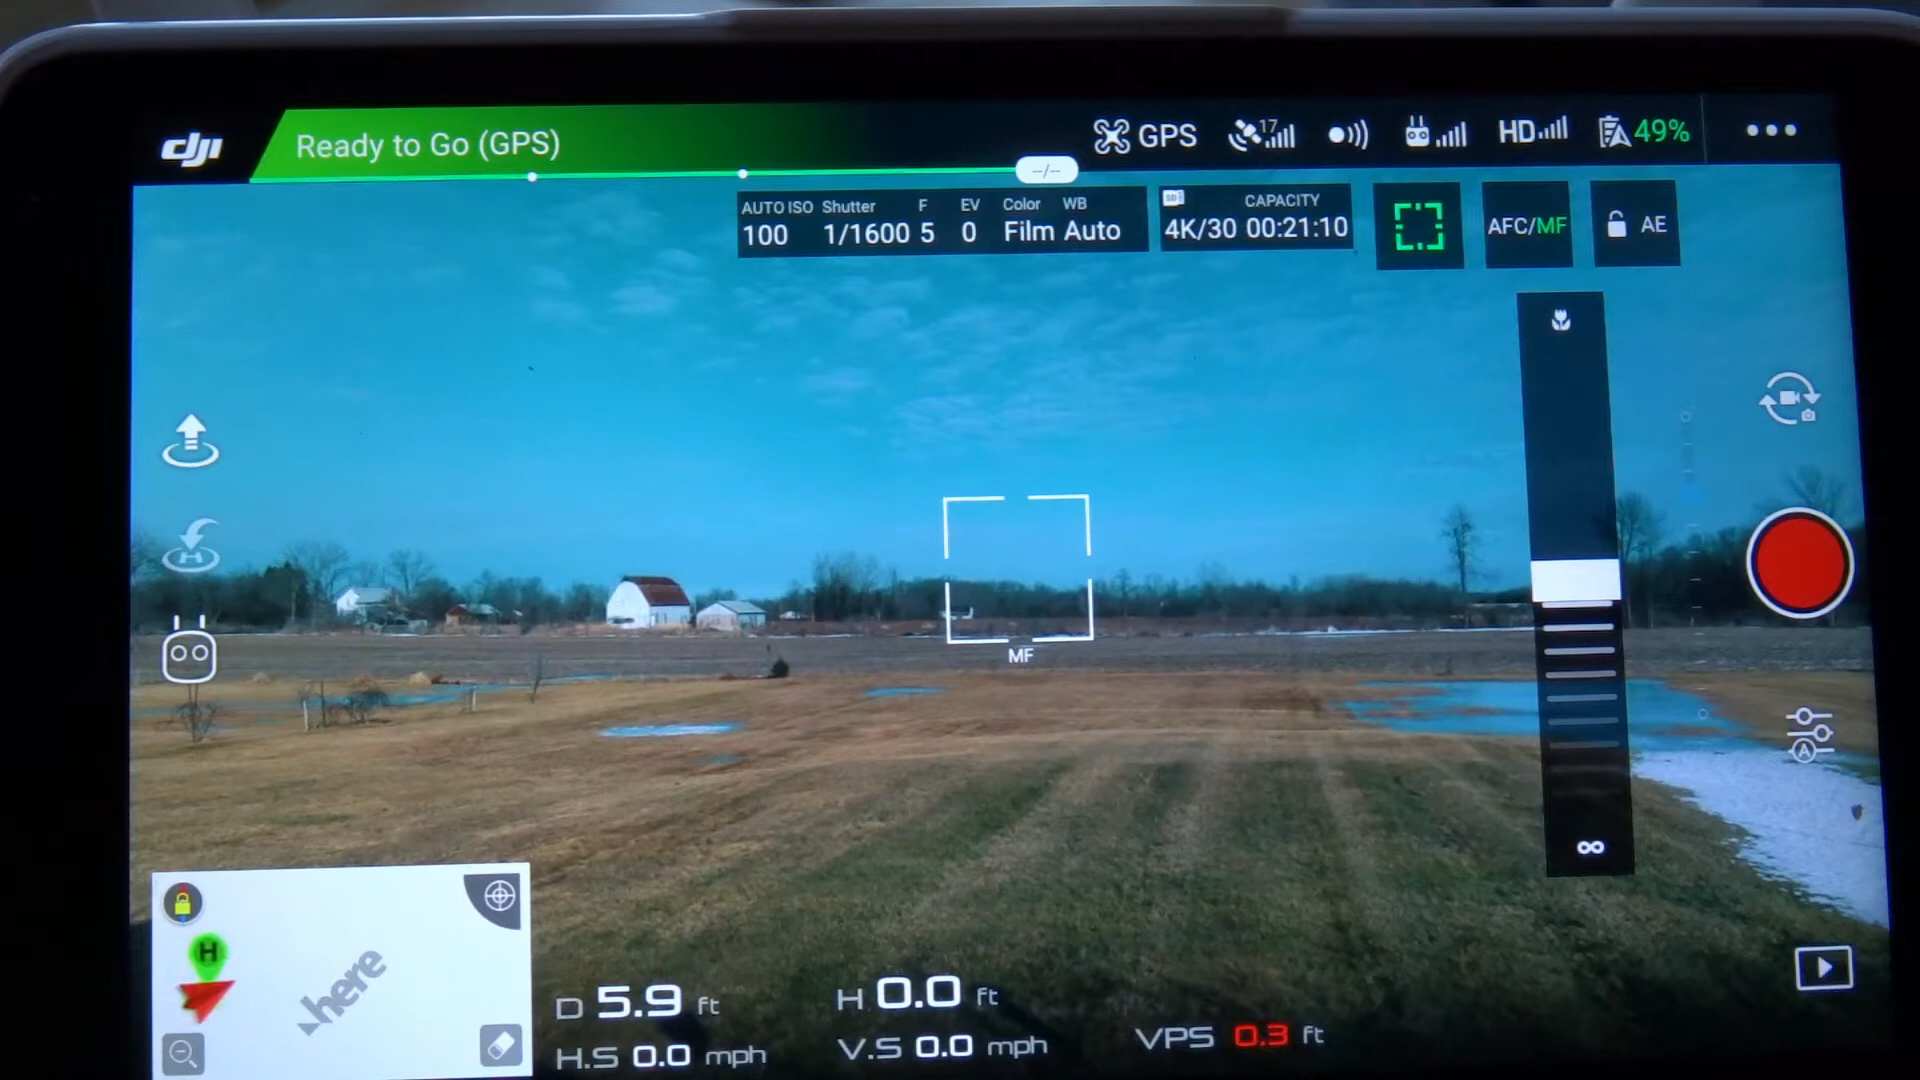 dji
Ready to Go (GPS)
GPS
17
HD
49%
--/--
AUTO ISO Shutter F EV Color WB
100 1/1600 5 0 Film Auto
CAPACITY
4K/30 00:21:10
AFC/MF
AE
MF
A
H
here
D 5.9 ft
H 0.0 ft
H.S 0.0 mph
V.S 0.0 mph
VPS 0.3 ft